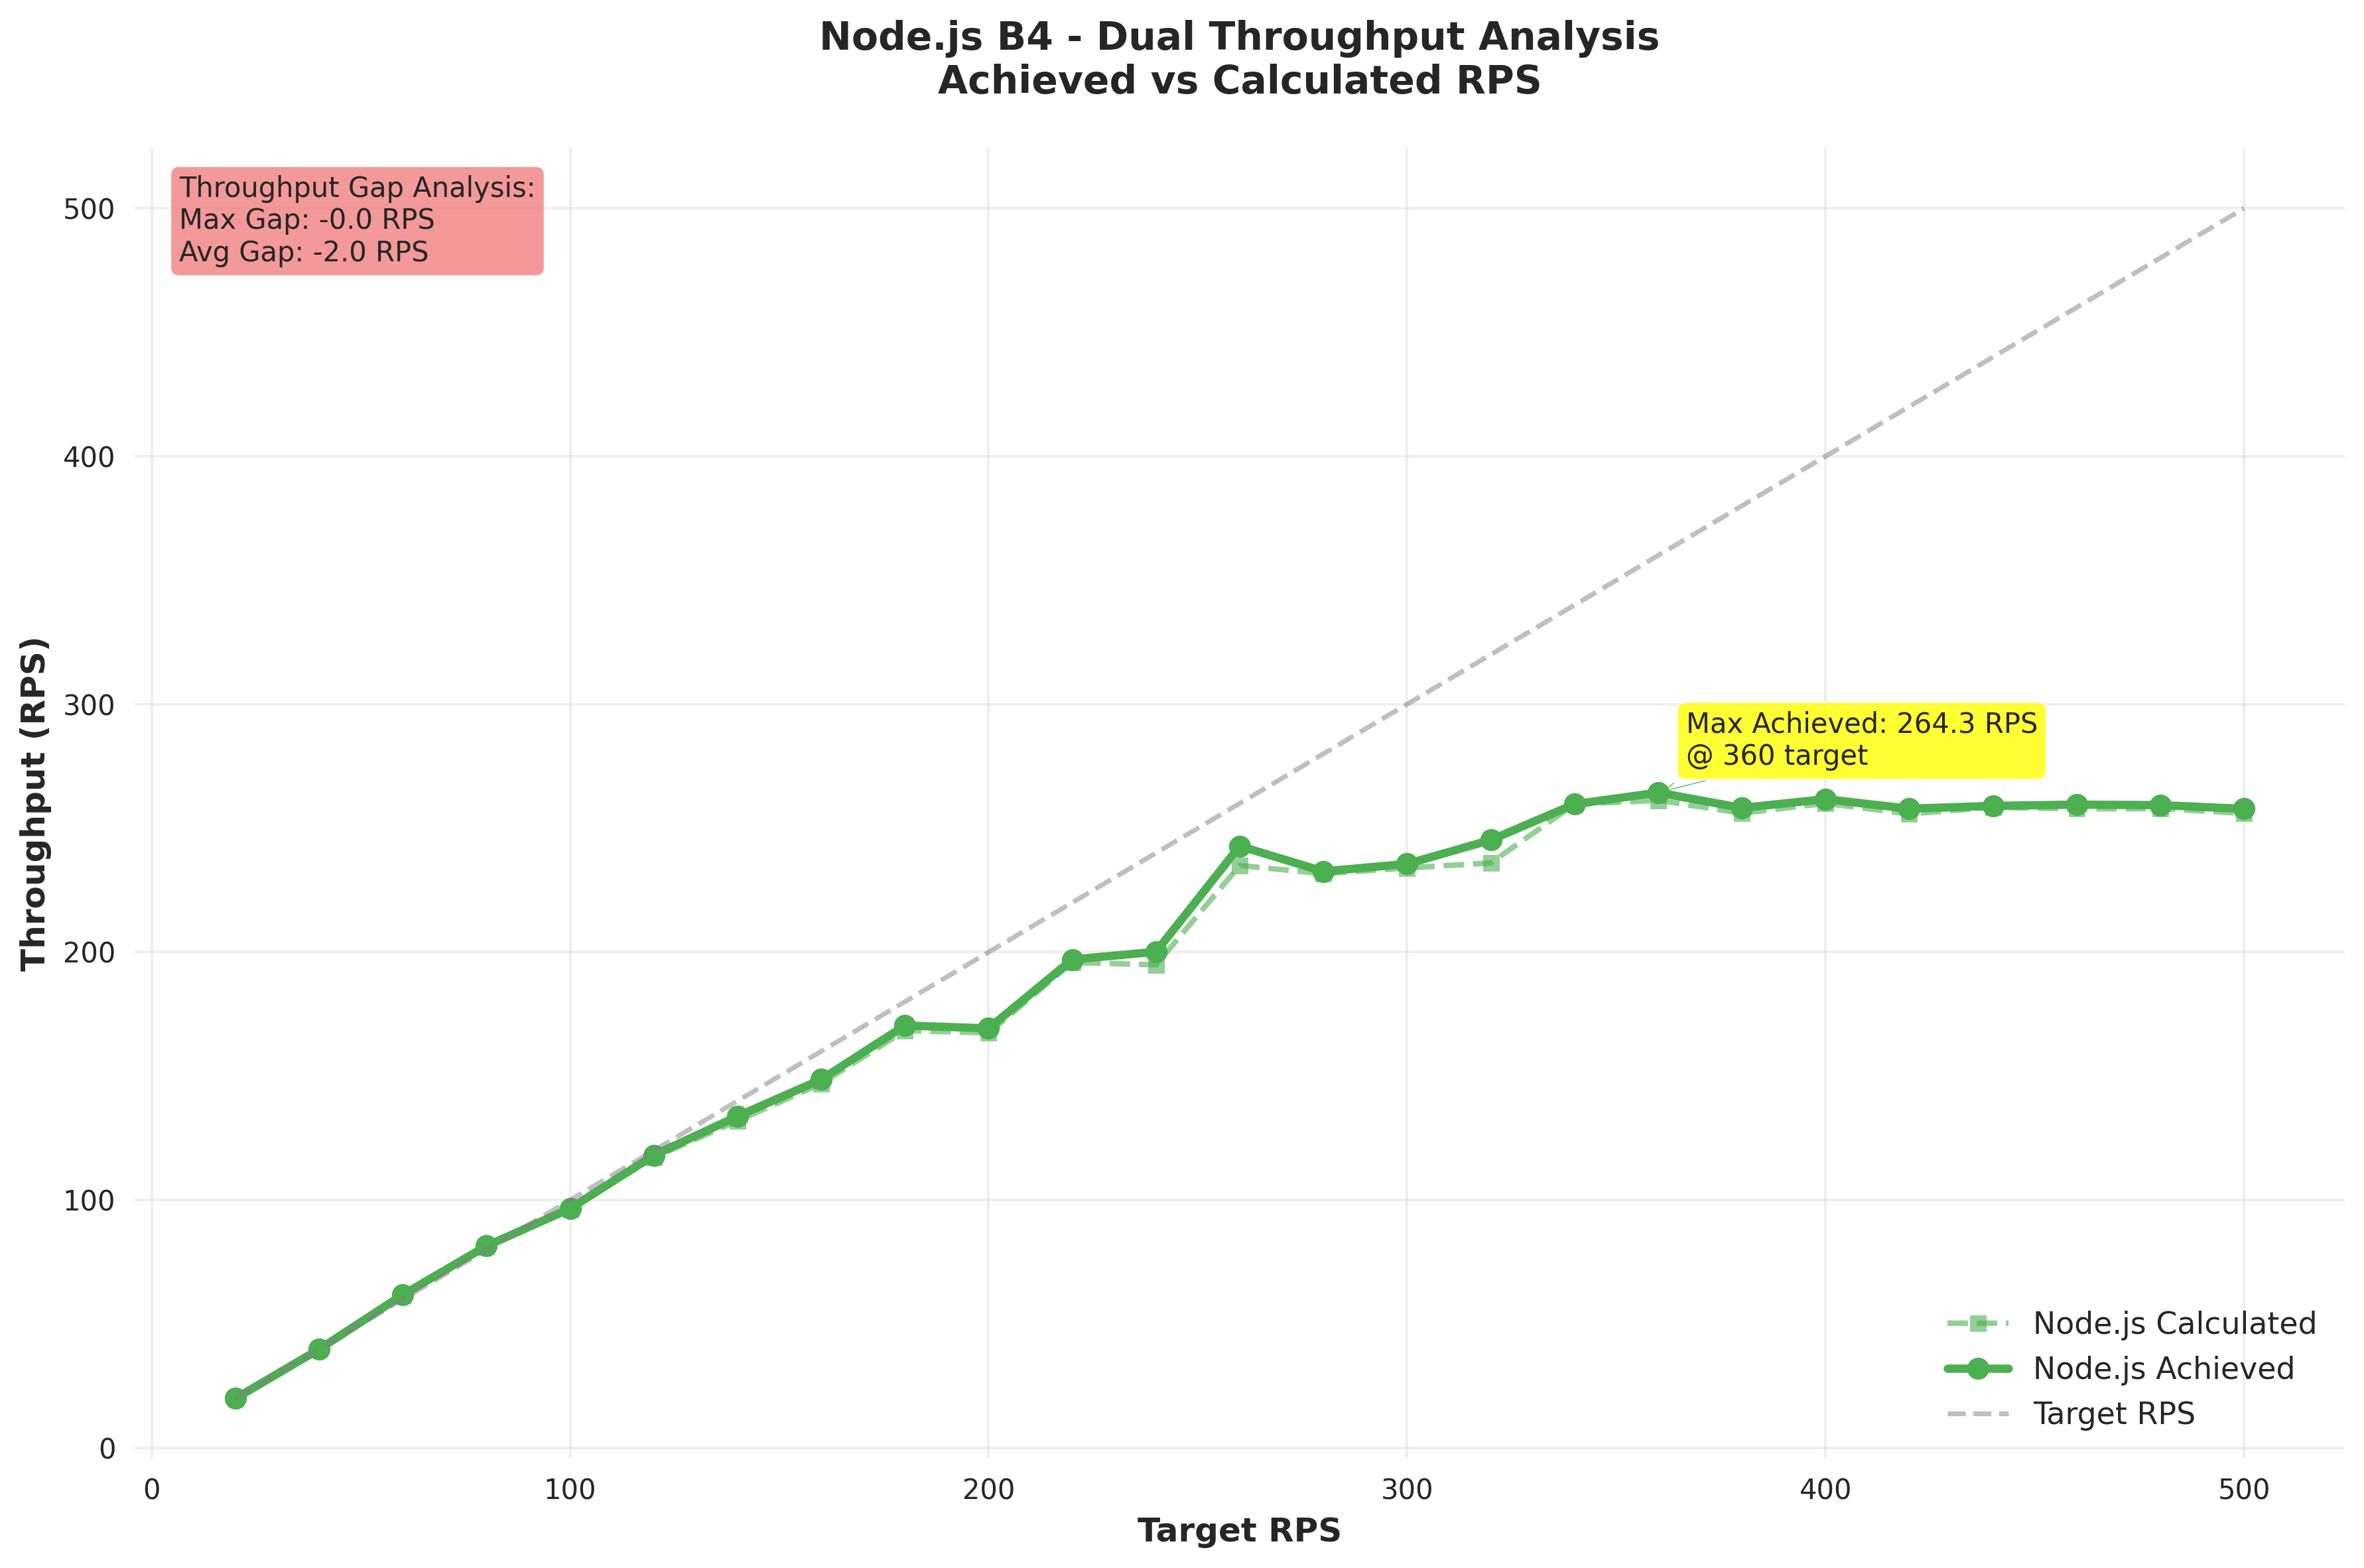 Node.js B4 - Dual Throughput Analysis
Achieved vs Calculated RPS
Throughput Gap Analysis:
Max Gap: -0.0 RPS
Avg Gap: -2.0 RPS
Throughput (RPS)
500
400
300
200
100
0
Max Achieved: 264.3 RPS
@ 360 target
Node.js Calculated
Node.js Achieved
Target RPS
0 100 200 300 400 500
Target RPS